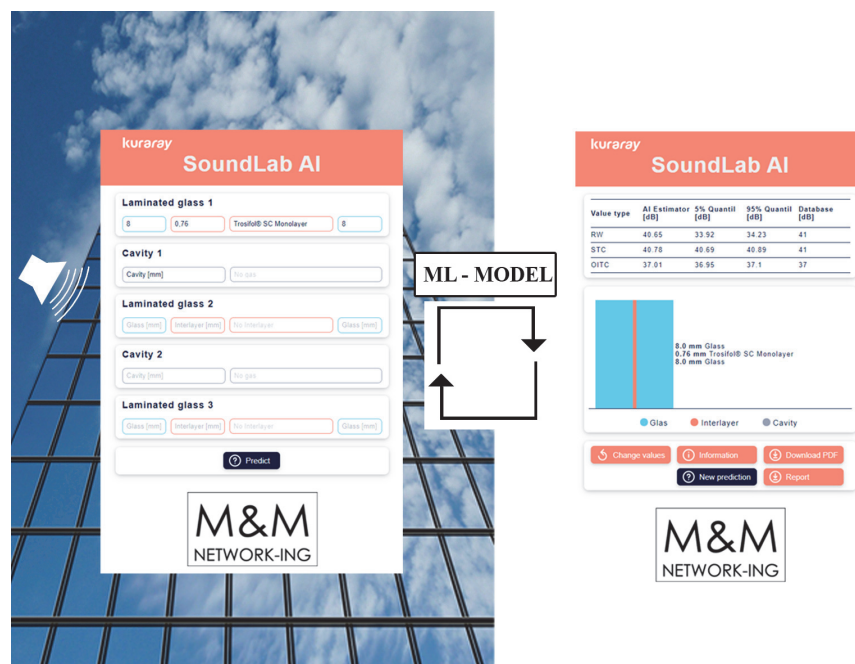 kuraray
SoundLab AI
Laminated glass 1
8 0,76 Trosifol® SC Monolayer 8
Cavity 1
Cavity [mm] No gas
Laminated glass 2
Glass [mm] Interlayer [mm] No Interlayer Glass [mm]
Cavity 2
Cavity [mm] No gas
Laminated glass 3
Glass [mm] Interlayer [mm] No Interlayer Glass [mm]
Predict
M&M
NETWORK-ING
ML - MODEL
kuraray
SoundLab AI
Value type AI Estimator [dB] 5% Quantil [dB] 95% Quantil [dB] Database [dB]
RW 40.65 33.92 34.23 41
STC 40.78 40.69 40.89 41
OITC 37.01 36.95 37.1 37
8.0 mm Glass
0.76 mm Trosifol® SC Monolayer
8.0 mm Glass
Glas Interlayer Cavity
Change values Information Download PDF
New prediction Report
M&M
NETWORK-ING